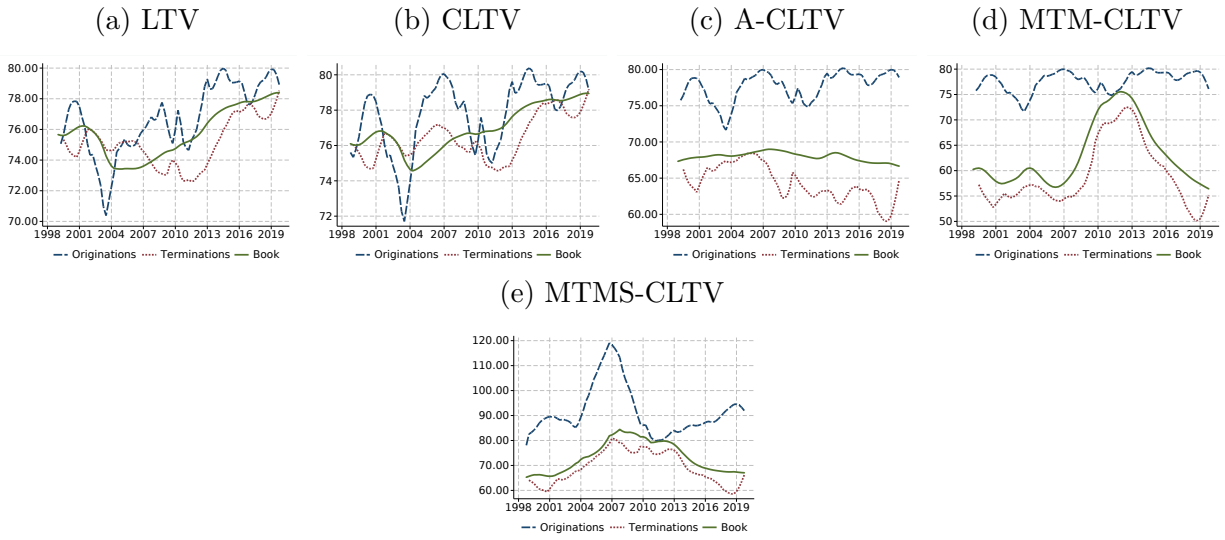 (a) LTV
(b) CLTV
(c) A-CLTV
(d) MTM-CLTV
80.00
78.00
76.00
74.00
72.00
70.00
1998 2001 2004 2007 2010 2013 2016 2019
Originations Terminations Book
80
78
76
74
72
1998 2001 2004 2007 2010 2013 2016 2019
Originations Terminations Book
80.00
75.00
70.00
65.00
60.00
1998 2001 2004 2007 2010 2013 2016 2019
Originations Terminations Book
80
75
70
65
60
55
50
1998 2001 2004 2007 2010 2013 2016 2019
Originations Terminations Book
(e) MTMS-CLTV
120.00
110.00
100.00
90.00
80.00
70.00
60.00
1998 2001 2004 2007 2010 2013 2016 2019
Originations Terminations Book